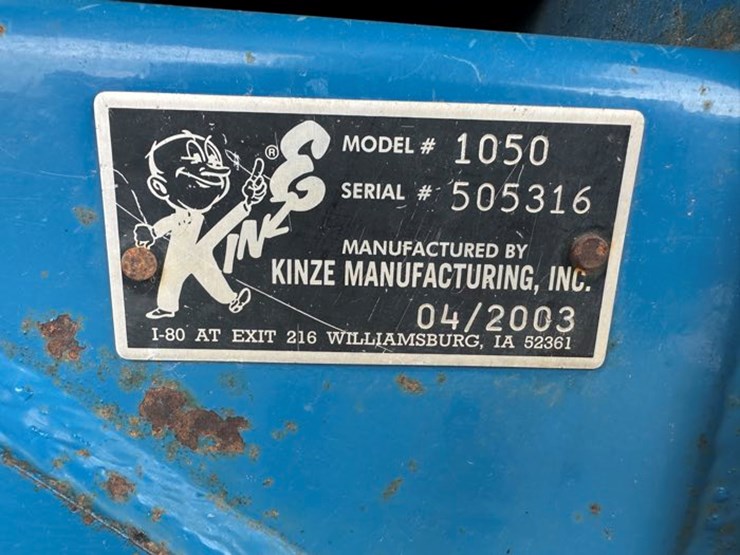 KINZE ®
MODEL # 1050
SERIAL # 505316
MANUFACTURED BY
KINZE MANUFACTURING, INC.
04/2003
I-80 AT EXIT 216 WILLIAMSBURG, IA 52361